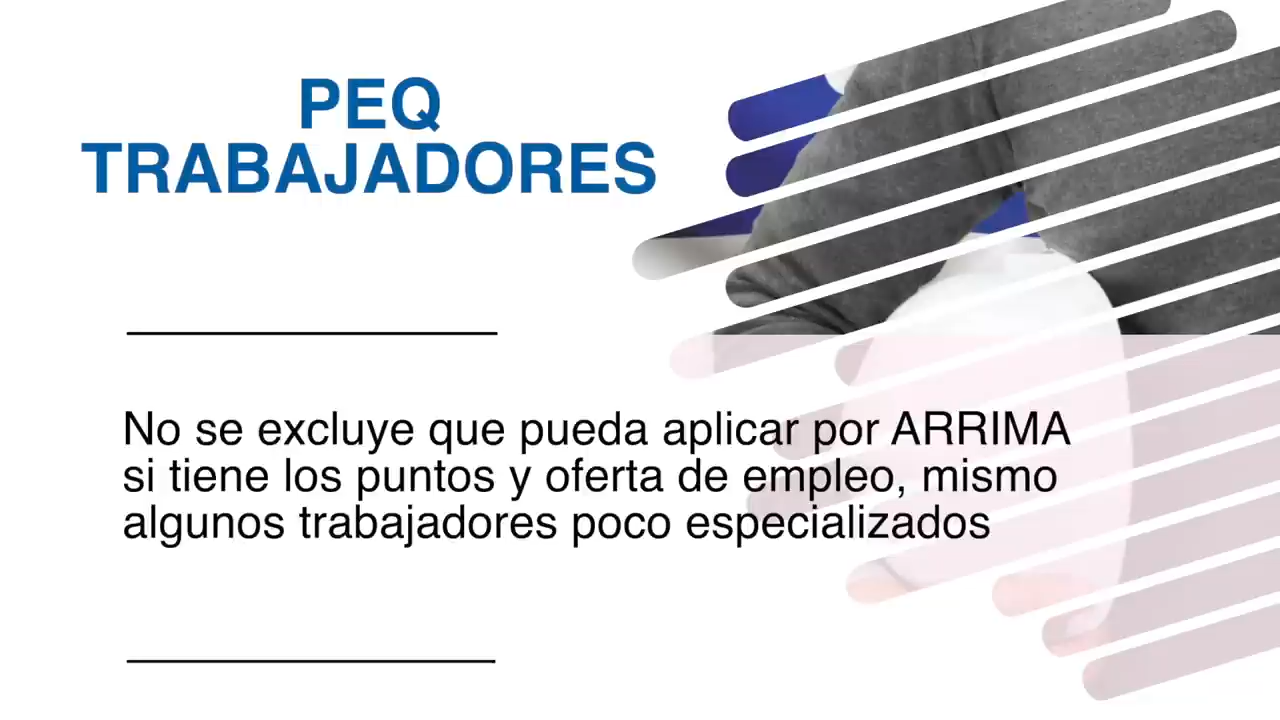 PEQ
TRABAJADORES
No se excluye que pueda aplicar por ARRIMA
si tiene los puntos y oferta de empleo, mismo
algunos trabajadores poco especializados